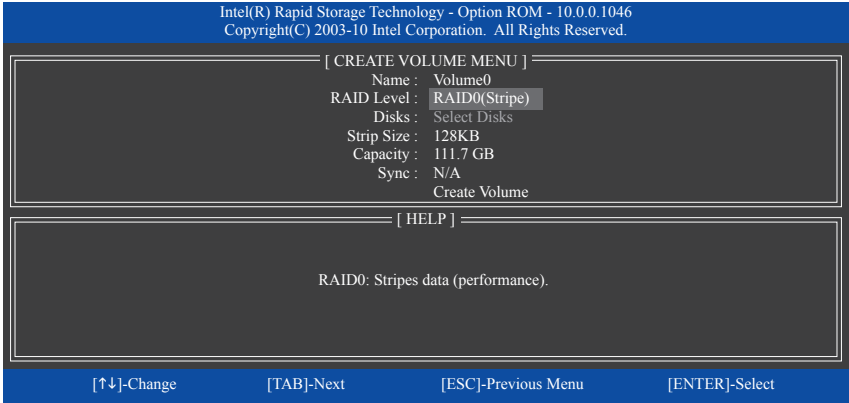 Intel(R) Rapid Storage Technology - Option ROM - 10.0.0.1046
Copyright(C) 2003-10 Intel Corporation. All Rights Reserved.
[ CREATE VOLUME MENU ]
Name : Volume0
RAID Level : RAID0(Stripe)
Disks : Select Disks
Strip Size : 128KB
Capacity : 111.7 GB
Sync : N/A
Create Volume
[ HELP ]
RAID0: Stripes data (performance).
[↑↓]-Change [TAB]-Next [ESC]-Previous Menu [ENTER]-Select